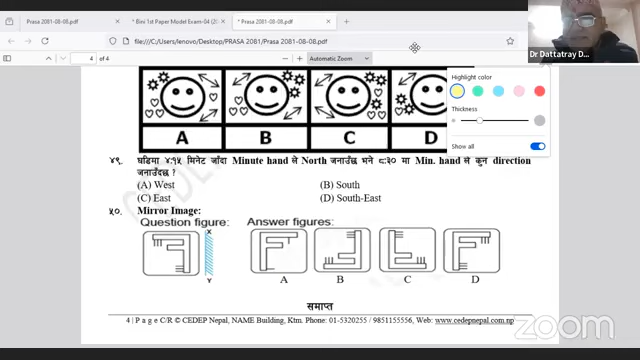 Prasa 2081-08-08.pdf
* Bini 1st Paper Model Exam-04 (2
* Prasa 2081-08-08.pdf
file:///C:/Users/lenovo/Desktop/PRASA 2081/Prasa 2081-08-08.pdf
4 of 4
Automatic Zoom
Dr Dattatray D...
Highlight color
Thickness
Show all
A B C D
४९. घडिमा ४:१५ मिनेट जाँदा Minute hand ले North जनाउँछ भने ८:३० मा Min. hand ले कुन direction
जनाउँदछ ?
(A) West (B) South
(C) East (D) South-East
५०. Mirror Image:
Question figure: Answer figures:
X
Y
A B C D
समाप्त
4 | P a g e C/R © CEDEP Nepal, NAME Building, Ktm. Phone: 01-5320255 / 9851155556, Web: www.cedepnepal.com.np
zoom